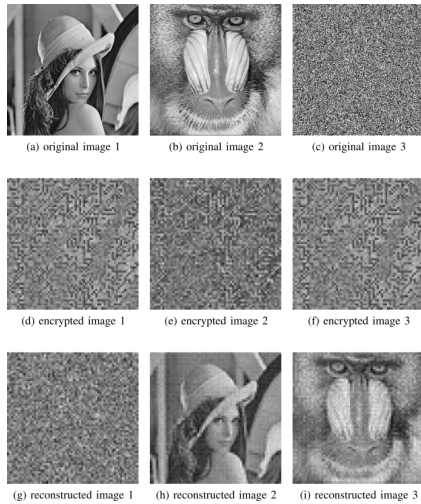 (a) original image 1
(b) original image 2
(c) original image 3
(d) encrypted image 1
(e) encrypted image 2
(f) encrypted image 3
(g) reconstructed image 1
(h) reconstructed image 2
(i) reconstructed image 3